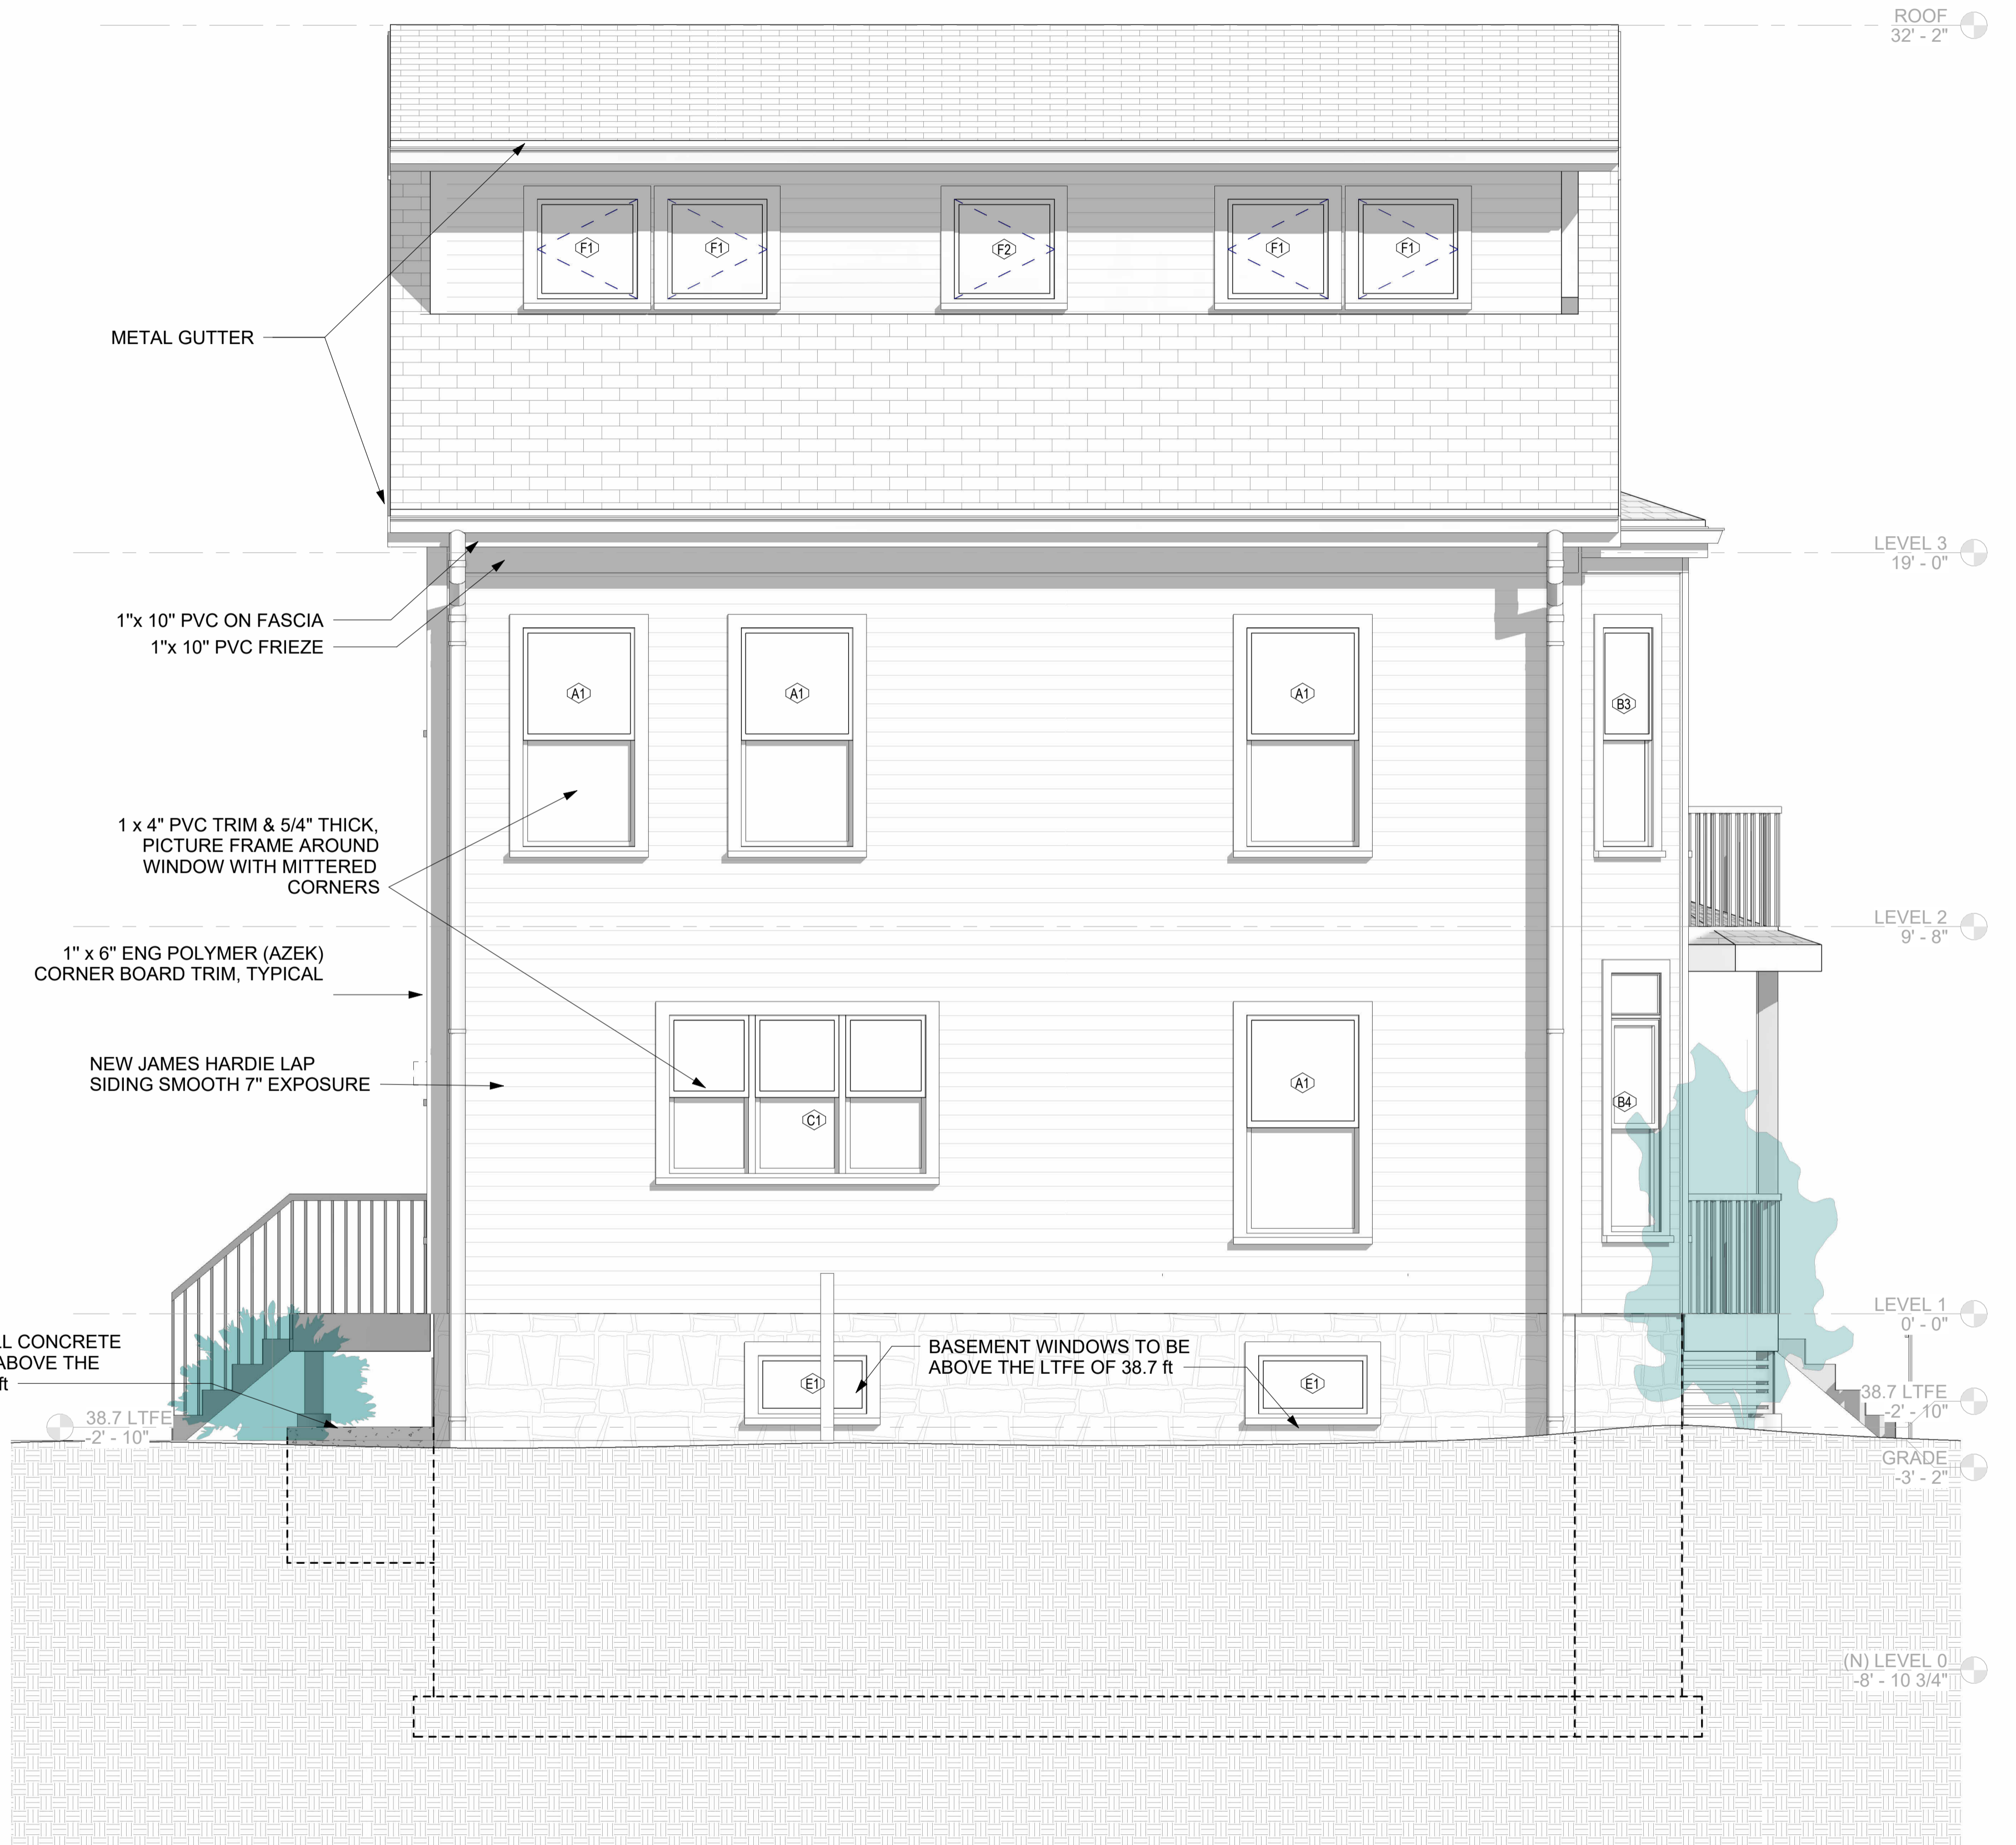 ROOF
32' - 2"
F1
F1
F2
F1
F1
METAL GUTTER
LEVEL 3
19' - 0"
1"x 10" PVC ON FASCIA
1"x 10" PVC FRIEZE
A1
A1
A1
B3
1 x 4" PVC TRIM & 5/4" THICK,
PICTURE FRAME AROUND
WINDOW WITH MITTERED
CORNERS
LEVEL 2
9' - 8"
1" x 6" ENG POLYMER (AZEK)
CORNER BOARD TRIM, TYPICAL
NEW JAMES HARDIE LAP
SIDING SMOOTH 7" EXPOSURE
C1
A1
B4
LEVEL 1
0' - 0"
CONCRETE
ABOVE THE
ft
BASEMENT WINDOWS TO BE
ABOVE THE LTFE OF 38.7 ft
E1
E1
38.7 LTFE
-2' - 10"
38.7 LTFE
-2' - 10"
GRADE
-3' - 2"
(N) LEVEL 0
-8' - 10 3/4"